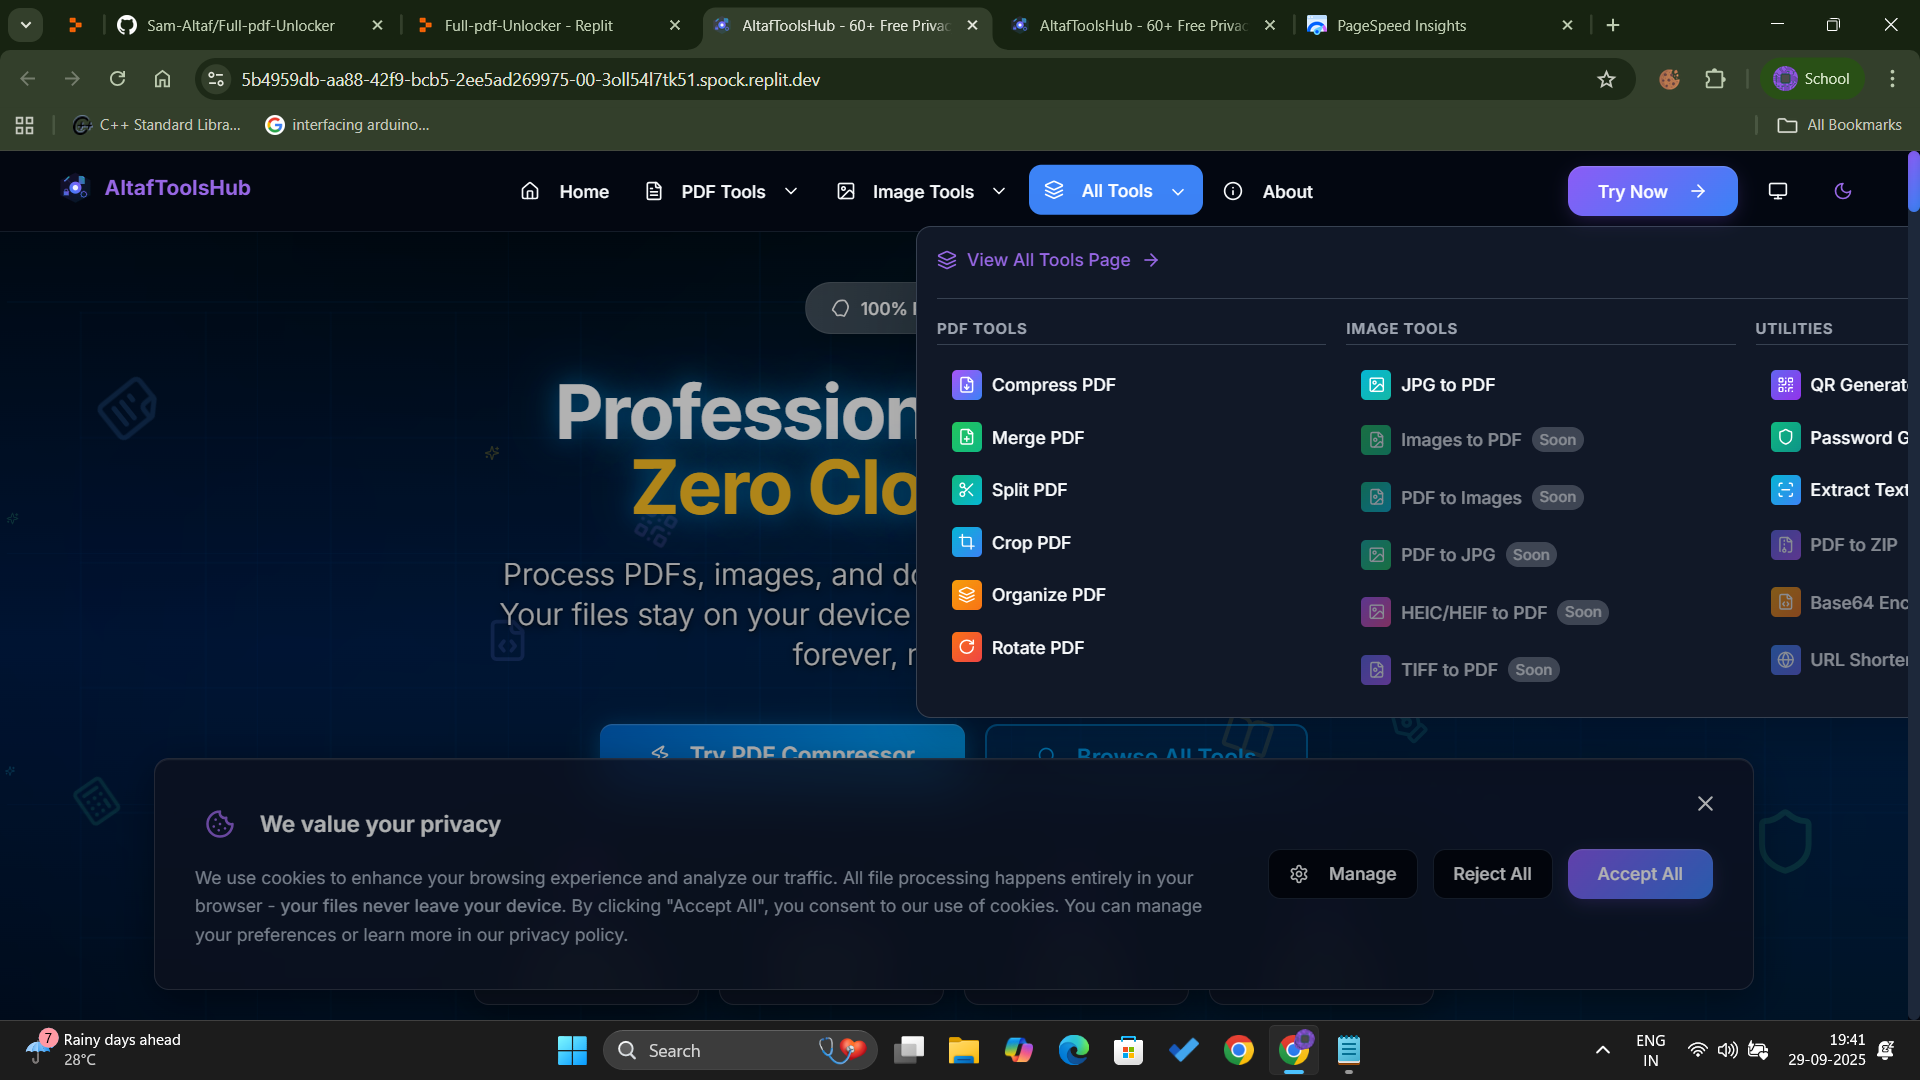 Sam-Altaf/Full-pdf-Unlocker
Full-pdf-Unlocker - Replit
AltafToolsHub - 60+ Free Privac
AltafToolsHub - 60+ Free Privac
PageSpeed Insights
5b4959db-aa88-42f9-bcb5-2ee5ad269975-00-3oll54l7tk51.spock.replit.dev
School
C++ Standard Libra...
interfacing arduino...
All Bookmarks
AltafToolsHub
Home
PDF Tools
Image Tools
All Tools
About
Try Now
View All Tools Page
100%
Profession
Zero Clo
Process PDFs, images, and do
Your files stay on your device
forever,
PDF TOOLS
Compress PDF
Merge PDF
Split PDF
Crop PDF
Organize PDF
Rotate PDF
IMAGE TOOLS
JPG to PDF
Images to PDF Soon
PDF to Images Soon
PDF to JPG Soon
HEIC/HEIF to PDF Soon
TIFF to PDF Soon
UTILITIES
QR Generat
Password G
Extract Text
PDF to ZIP
Base64 Enc
URL Shorte
Try PDF Compressor
Browse All Tools
We value your privacy
We use cookies to enhance your browsing experience and analyze our traffic. All file processing happens entirely in your
browser - your files never leave your device. By clicking "Accept All", you consent to our use of cookies. You can manage
your preferences or learn more in our privacy policy.
Manage
Reject All
Accept All
7
Rainy days ahead
28°C
Search
ENG
IN
19:41
29-09-2025